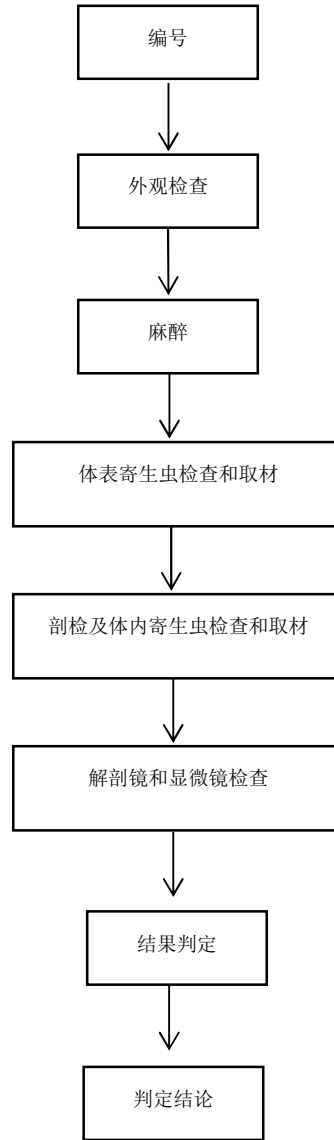 编号
外观检查
麻醉
体表寄生虫检查和取材
剖检及体内寄生虫检查和取材
解剖镜和显微镜检查
结果判定
判定结论